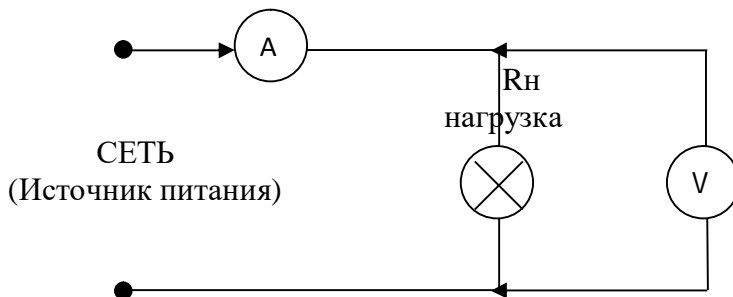 A
Rн
нагрузка
СЕТЬ
(Источник питания)
V